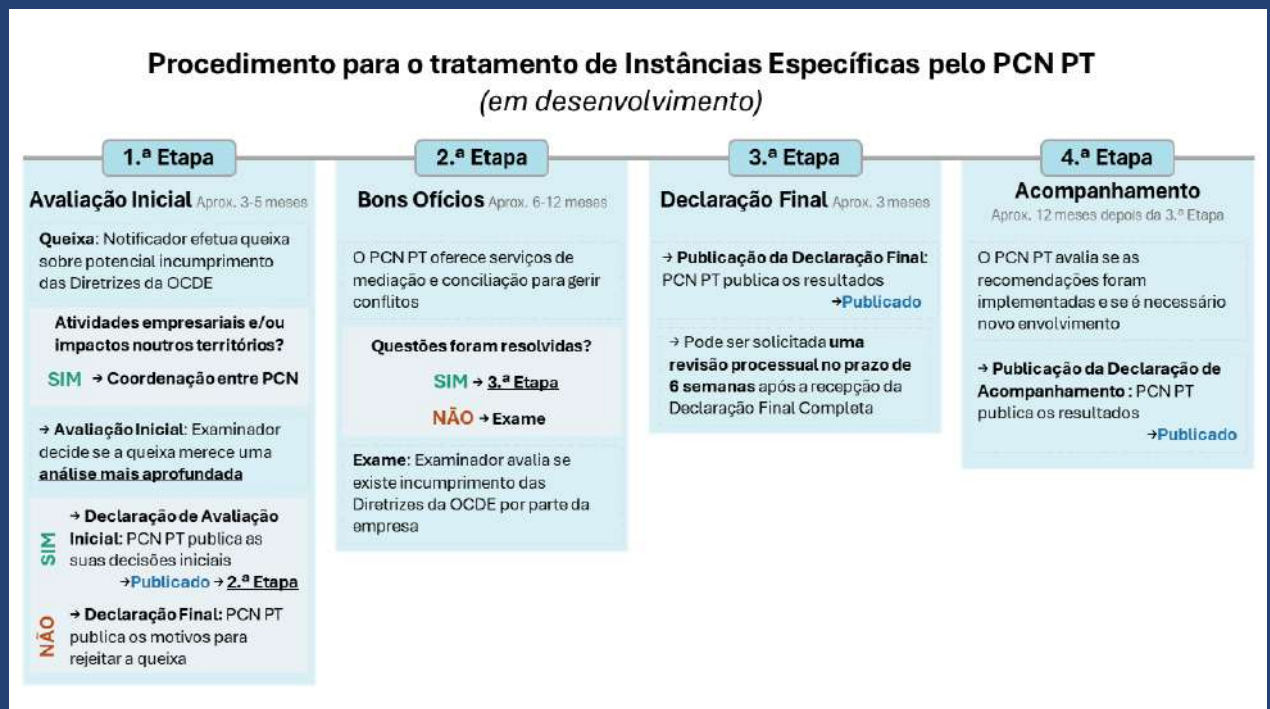 Procedimento para o tratamento de Instâncias Específicas pelo PCN PT
(em desenvolvimento)
1.ª Etapa
Avaliação Inicial Aprox. 3-5 meses
Queixa: Notificador efetua queixa
sobre potencial incumprimento
das Diretrizes da OCDE
Atividades empresariais e/ou
impactos noutros territórios?
SIM → Coordenação entre PCN
→ Avaliação Inicial: Examinador
decide se a queixa merece uma
análise mais aprofundada
SIM
→ Declaração de Avaliação
Inicial: PCN PT publica as
suas decisões iniciais
→Publicado → 2.ª Etapa
NÃO
→ Declaração Final: PCN PT
publica os motivos para
rejeitar a queixa
2.ª Etapa
Bons Ofícios Aprox. 6-12 meses
O PCN PT oferece serviços de
mediação e conciliação para gerir
conflitos
Questões foram resolvidas?
SIM → 3.ª Etapa
NÃO → Exame
Exame: Examinador avalia se
existe incumprimento das
Diretrizes da OCDE por parte da
empresa
3.ª Etapa
Declaração Final Aprox. 3 meses
→ Publicação da Declaração Final:
PCN PT publica os resultados
→Publicado
→ Pode ser solicitada uma
revisão processual no prazo de
6 semanas após a recepção da
Declaração Final Completa
4.ª Etapa
Acompanhamento
Aprox. 12 meses depois da 3.ª Etapa
O PCN PT avalia se as
recomendações foram
implementadas e se é necessário
novo envolvimento
→ Publicação da Declaração de
Acompanhamento : PCN PT
publica os resultados
→Publicado